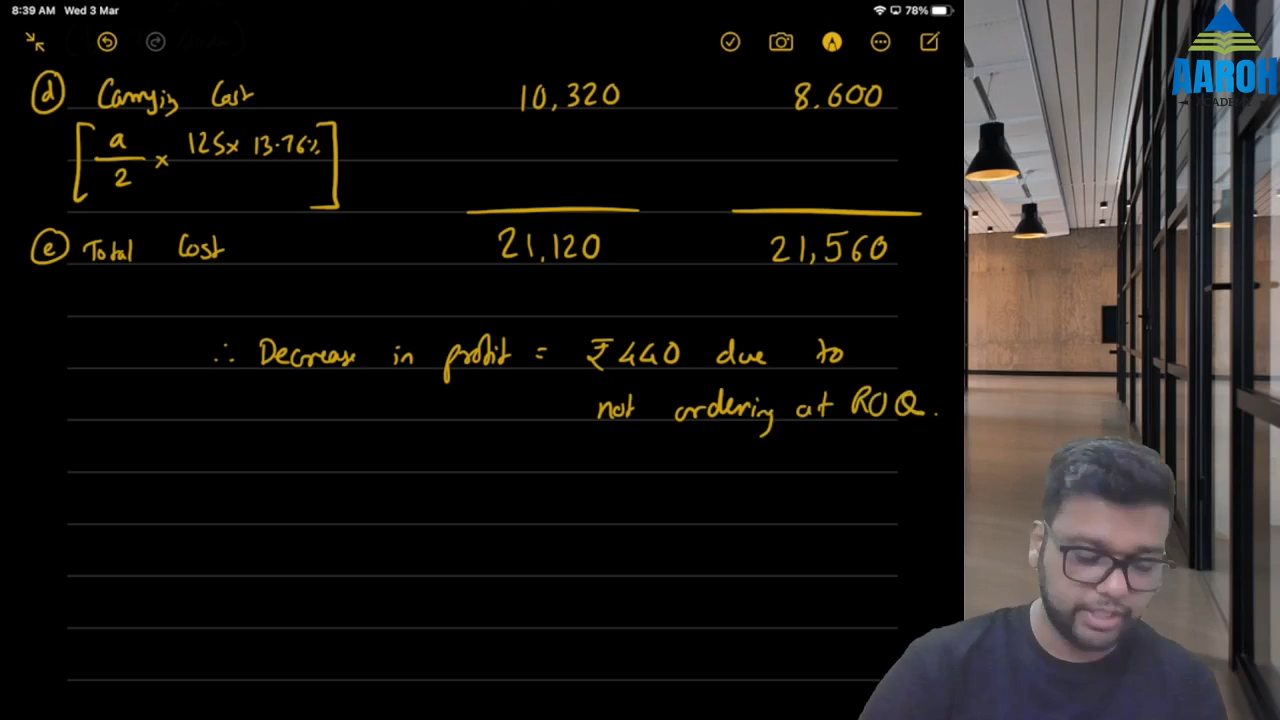 8:39 AM Wed 3 Mar
78%
AAROH
ACADEMY
(d) Carrying Cost 10,320 8,600
[a/2 × 125 × 13.76%]
(e) Total Cost 21,120 21,560
∴ Decrease in profit = ₹440 due to
not ordering at ROQ.